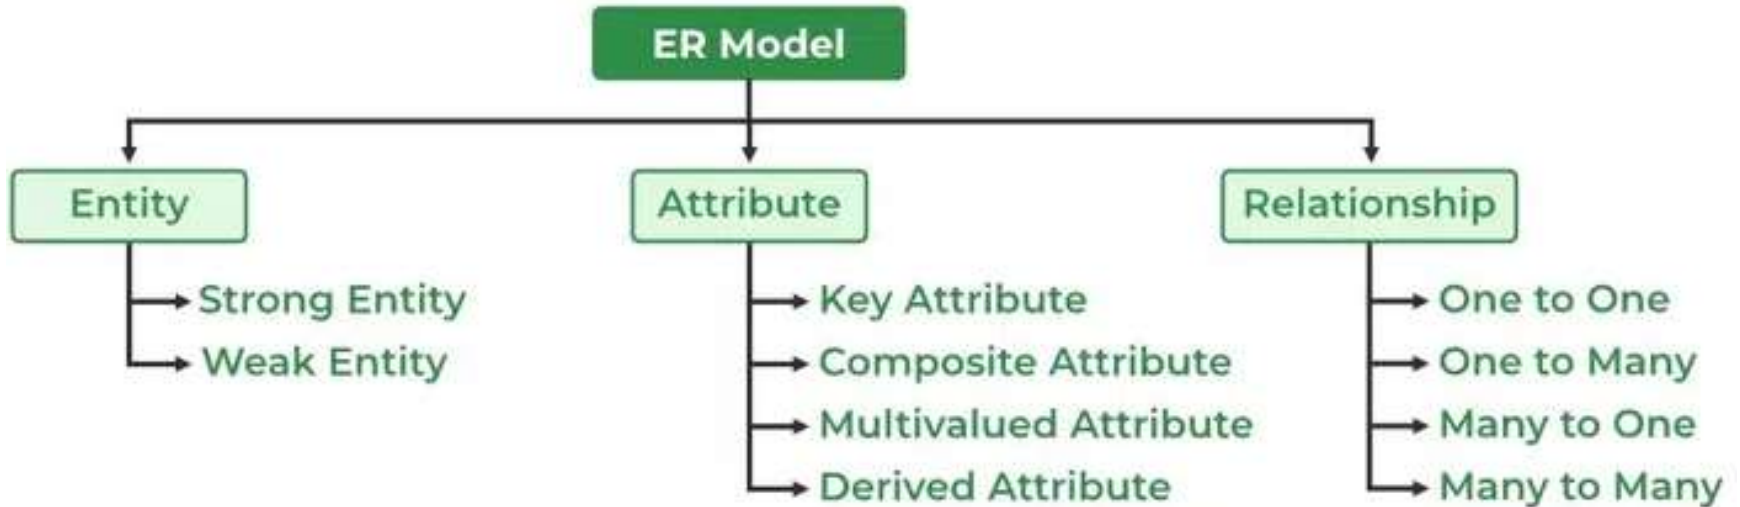 ER Model
Entity
Strong Entity
Weak Entity
Attribute
Key Attribute
Composite Attribute
Multivalued Attribute
Derived Attribute
Relationship
One to One
One to Many
Many to One
Many to Many